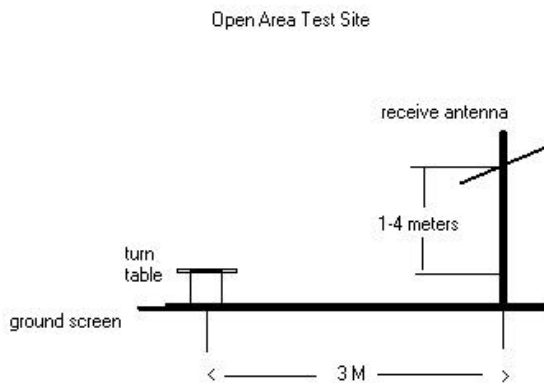 Open Area Test Site
receive antenna
1-4 meters
turn
table
ground screen
3 M